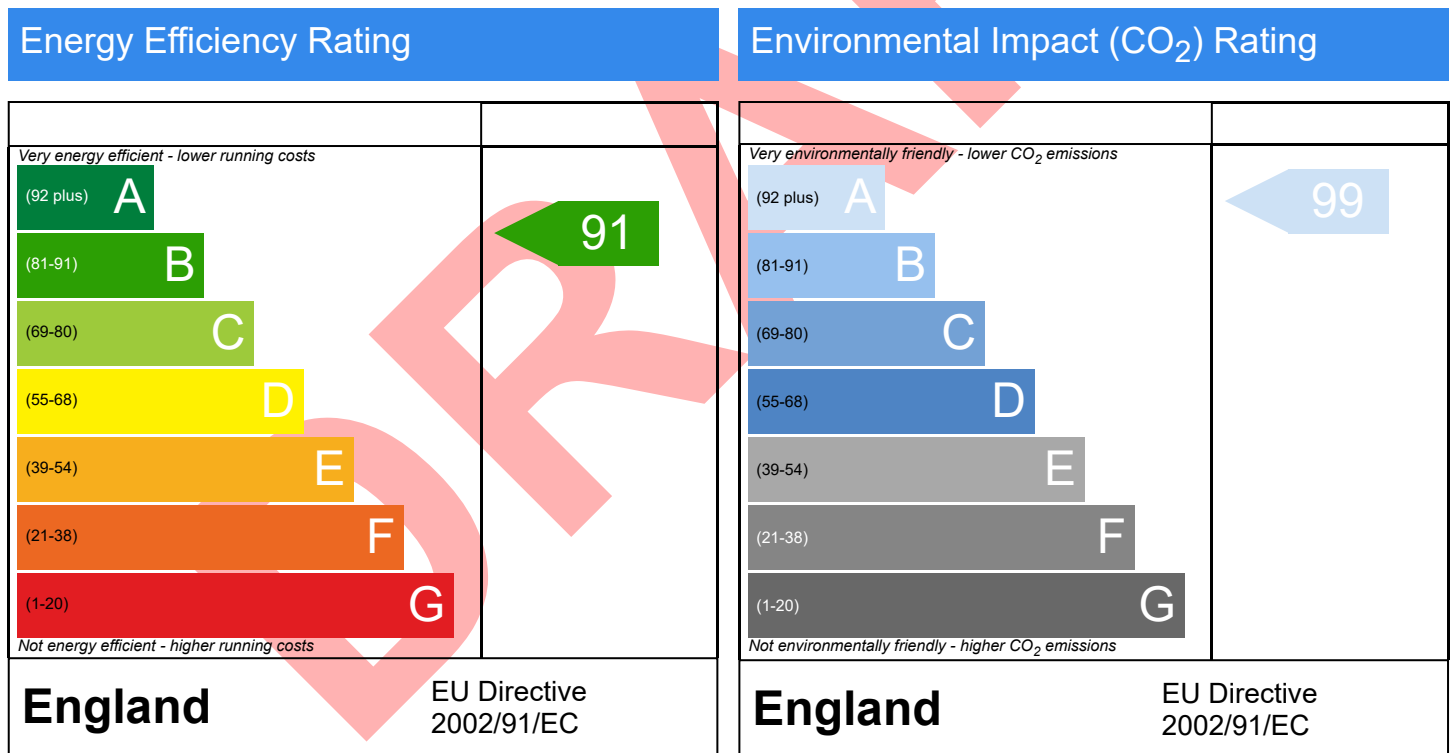 Energy Efficiency Rating
Very energy efficient - lower running costs
(92 plus) A
(81-91) B
(69-80) C
(55-68) D
(39-54) E
(21-38) F
(1-20) G
91
Not energy efficient - higher running costs
England
EU Directive
2002/91/EC
Environmental Impact (CO₂) Rating
Very environmentally friendly - lower CO₂ emissions
(92 plus) A
(81-91) B
(69-80) C
(55-68) D
(39-54) E
(21-38) F
(1-20) G
99
Not environmentally friendly - higher CO₂ emissions
England
EU Directive
2002/91/EC